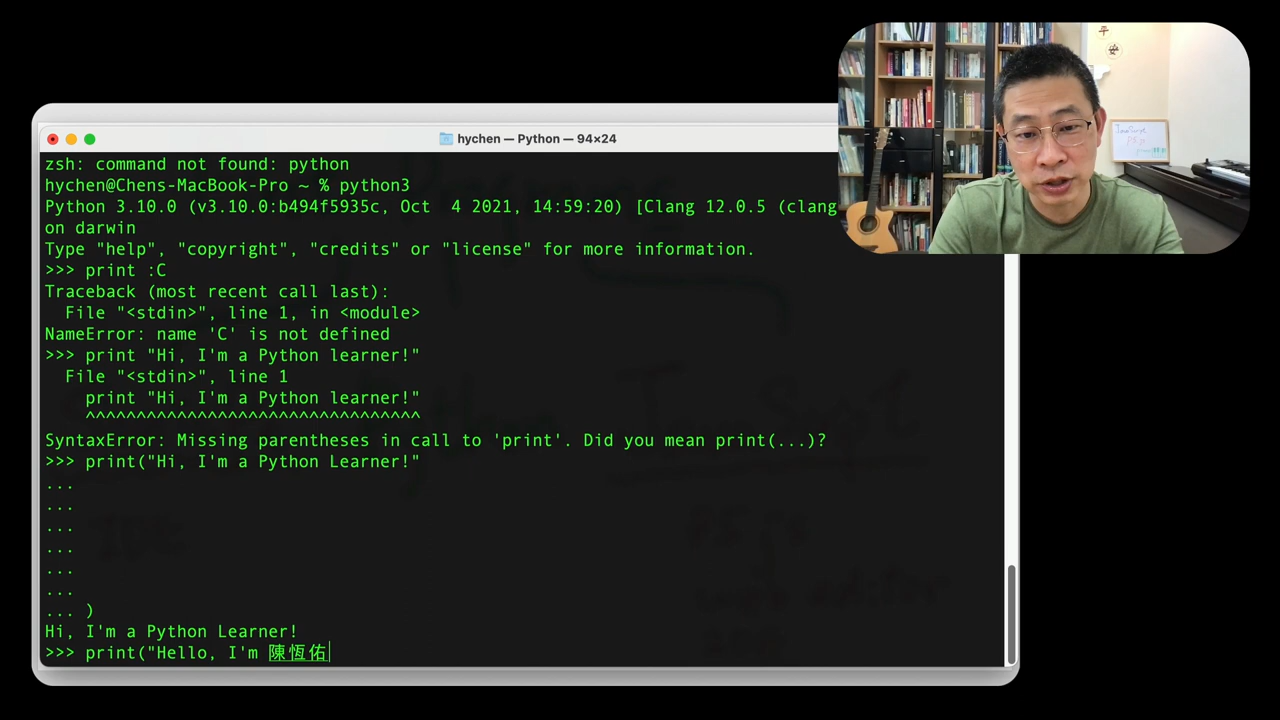 hychen — Python — 94×24
zsh: command not found: python
hychen@Chens-MacBook-Pro ~ % python3
Python 3.10.0 (v3.10.0:b494f5935c, Oct  4 2021, 14:59:20) [Clang 12.0.5 (clang
on darwin
Type "help", "copyright", "credits" or "license" for more information.
>>> print :C
Traceback (most recent call last):
  File "<stdin>", line 1, in <module>
NameError: name 'C' is not defined
>>> print "Hi, I'm a Python learner!"
  File "<stdin>", line 1
    print "Hi, I'm a Python learner!"
    ^^^^^^^^^^^^^^^^^^^^^^^^^^^^^^^^^
SyntaxError: Missing parentheses in call to 'print'. Did you mean print(...)?
>>> print("Hi, I'm a Python Learner!"
...
...
...
...
...
...
... )
Hi, I'm a Python Learner!
>>> print("Hello, I'm 陳恆佑
平
安